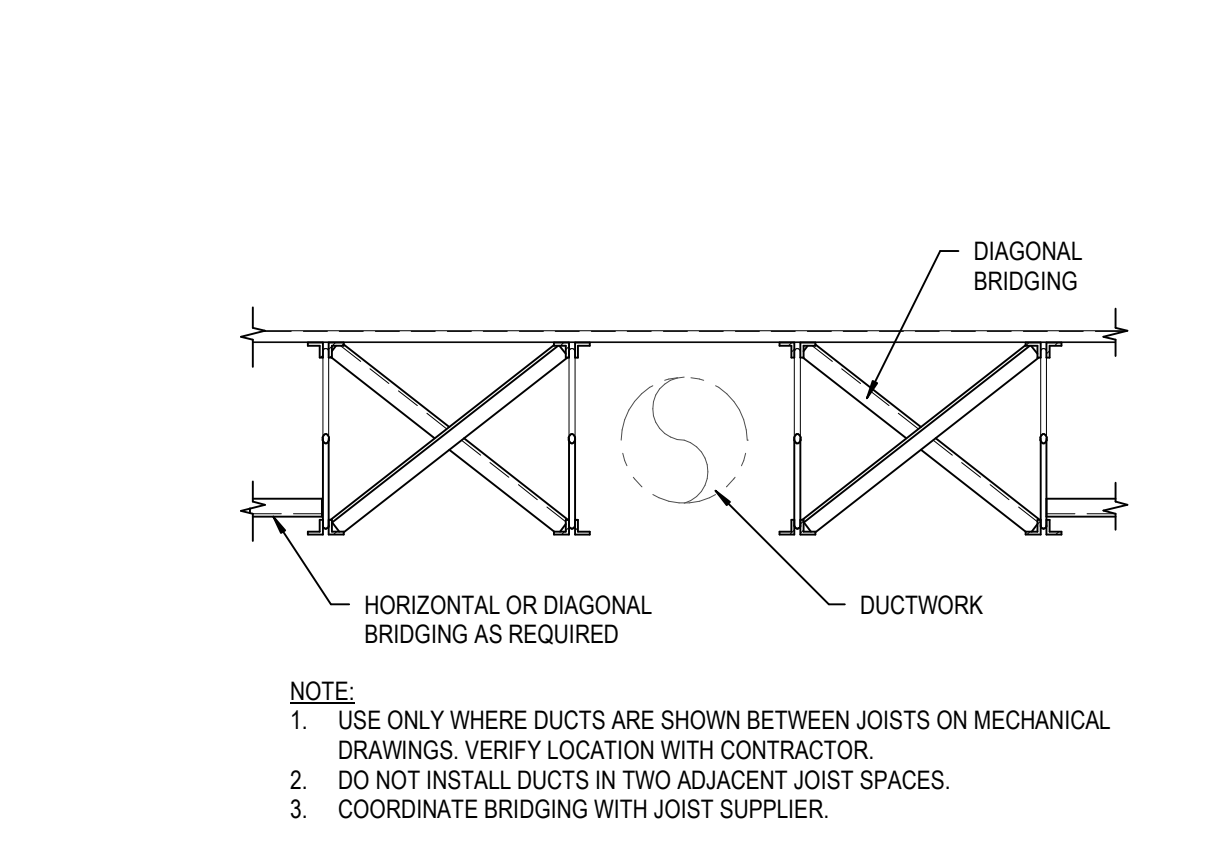 DIAGONAL
BRIDGING
HORIZONTAL OR DIAGONAL
BRIDGING AS REQUIRED
DUCTWORK
NOTE:
1. USE ONLY WHERE DUCTS ARE SHOWN BETWEEN JOISTS ON MECHANICAL
DRAWINGS. VERIFY LOCATION WITH CONTRACTOR.
2. DO NOT INSTALL DUCTS IN TWO ADJACENT JOIST SPACES.
3. COORDINATE BRIDGING WITH JOIST SUPPLIER.